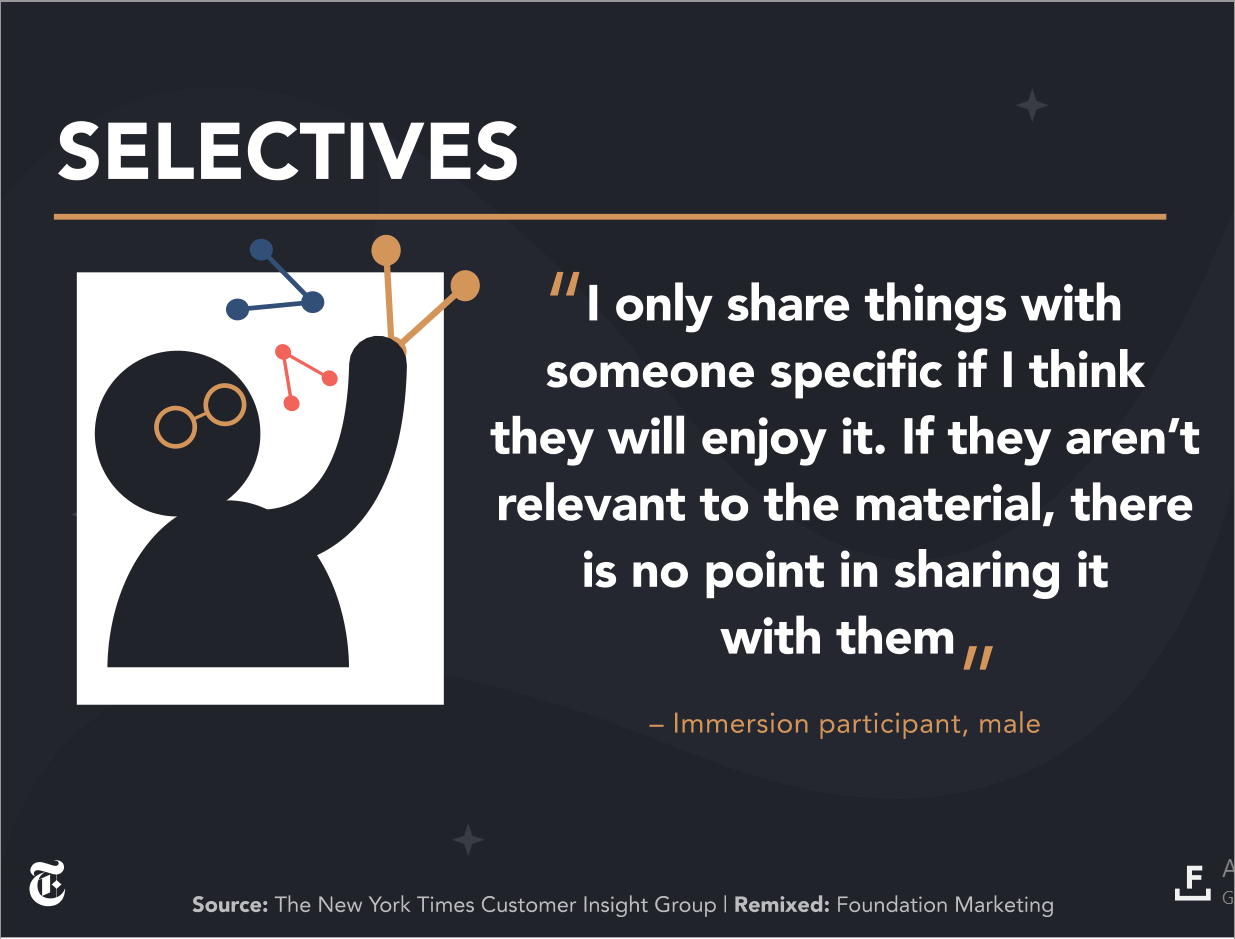 SELECTIVES
"I only share things with
someone specific if I think
they will enjoy it. If they aren’t
relevant to the material, there
is no point in sharing it
with them"
– Immersion participant, male
T
Source: The New York Times Customer Insight Group | Remixed: Foundation Marketing
F
A
G